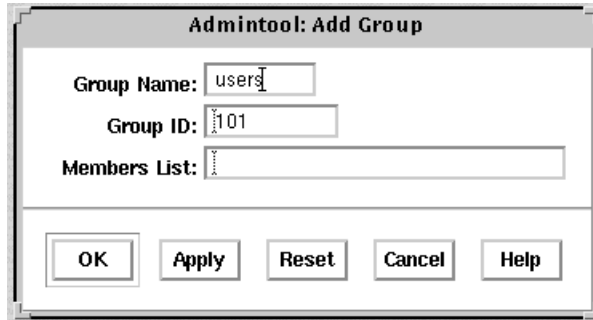 Admintool: Add Group
Group Name: users
Group ID: 101
Members List:
OK Apply Reset Cancel Help